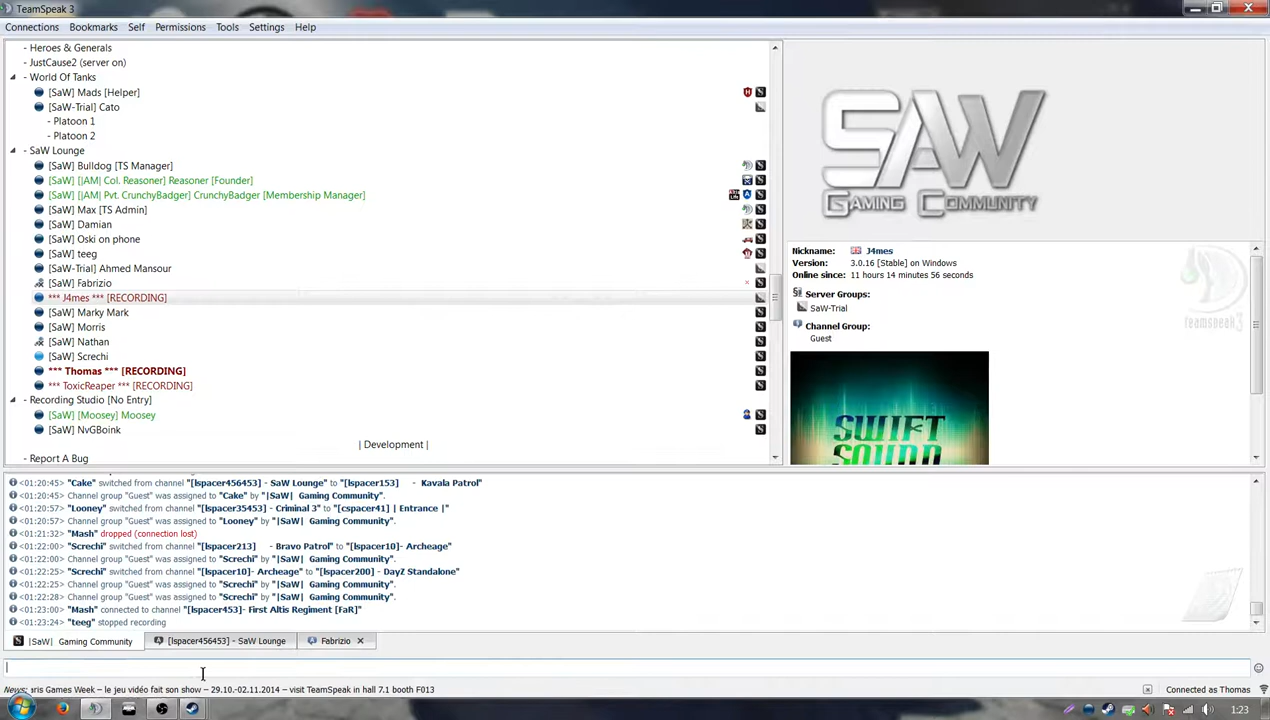 TeamSpeak 3
Connections Bookmarks Self Permissions Tools Settings Help
- Heroes & Generals
- JustCause2 (server on)
- World Of Tanks
[SaW] Mads [Helper]
[SaW-Trial] Cato
- Platoon 1
- Platoon 2
- SaW Lounge
[SaW] Bulldog [TS Manager]
[SaW] [|AM| Col. Reasoner] Reasoner [Founder]
[SaW] [|AM| Pvt. CrunchyBadger] CrunchyBadger [Membership Manager]
[SaW] Max [TS Admin]
[SaW] Damian
[SaW] Oski on phone
[SaW] teeg
[SaW-Trial] Ahmed Mansour
[SaW] Fabrizio
*** J4mes *** [RECORDING]
[SaW] Marky Mark
[SaW] Morris
[SaW] Nathan
[SaW] Screchi
*** Thomas *** [RECORDING]
*** ToxicReaper *** [RECORDING]
- Recording Studio [No Entry]
[SaW] [Moosey] Moosey
[SaW] NvGBoink
| Development |
- Report A Bug
SAW
GAMING COMMUNITY
Nickname: J4mes
Version: 3.0.16 [Stable] on Windows
Online since: 11 hours 14 minutes 56 seconds
Server Groups:
SaW-Trial
Channel Group:
Guest
teamspeak3
SWIFT
SOUND
<01:20:45> "Cake" switched from channel "[lspacer456453] - SaW Lounge" to "[lspacer153] - Kavala Patrol"
<01:20:45> Channel group "Guest" was assigned to "Cake" by "|SaW| Gaming Community".
<01:20:57> "Looney" switched from channel "[lspacer35453] - Criminal 3" to "[cspacer41] | Entrance |"
<01:20:57> Channel group "Guest" was assigned to "Looney" by "|SaW| Gaming Community".
<01:21:32> "Mash" dropped (connection lost)
<01:22:00> "Screchi" switched from channel "[lspacer213] - Bravo Patrol" to "[lspacer10]- Archeage"
<01:22:00> Channel group "Guest" was assigned to "Screchi" by "|SaW| Gaming Community".
<01:22:25> "Screchi" switched from channel "[lspacer10]- Archeage" to "[lspacer200] - DayZ Standalone"
<01:22:25> Channel group "Guest" was assigned to "Screchi" by "|SaW| Gaming Community".
<01:22:28> Channel group "Guest" was assigned to "Screchi" by "|SaW| Gaming Community".
<01:23:00> "Mash" connected to channel "[lspacer453]- First Altis Regiment [FaR]"
<01:23:24> "teeg" stopped recording
|SaW| Gaming Community [lspacer456453] - SaW Lounge Fabrizio
News: aris Games Week – le jeu vidéo fait son show – 29.10.-02.11.2014 – visit TeamSpeak in hall 7.1 booth F013 Connected as Thomas
1:23